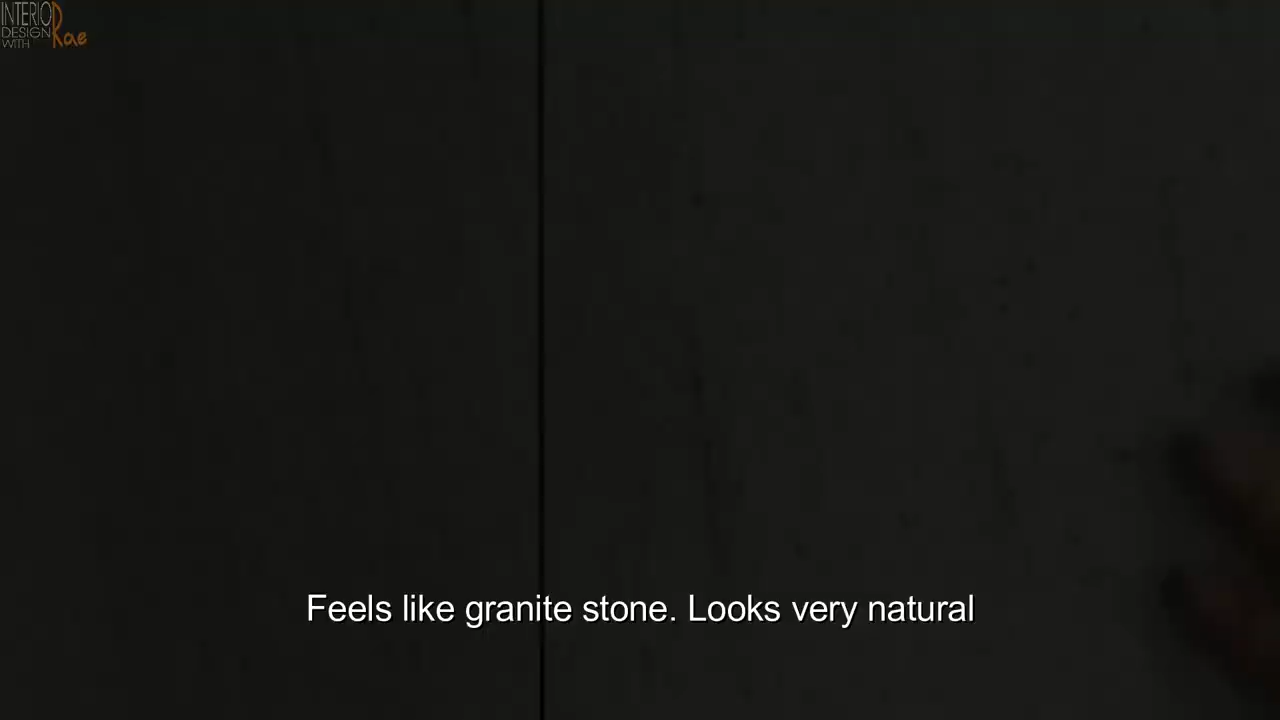 INTERIOR
DESIGN
WITH Rae
Feels like granite stone. Looks very natural